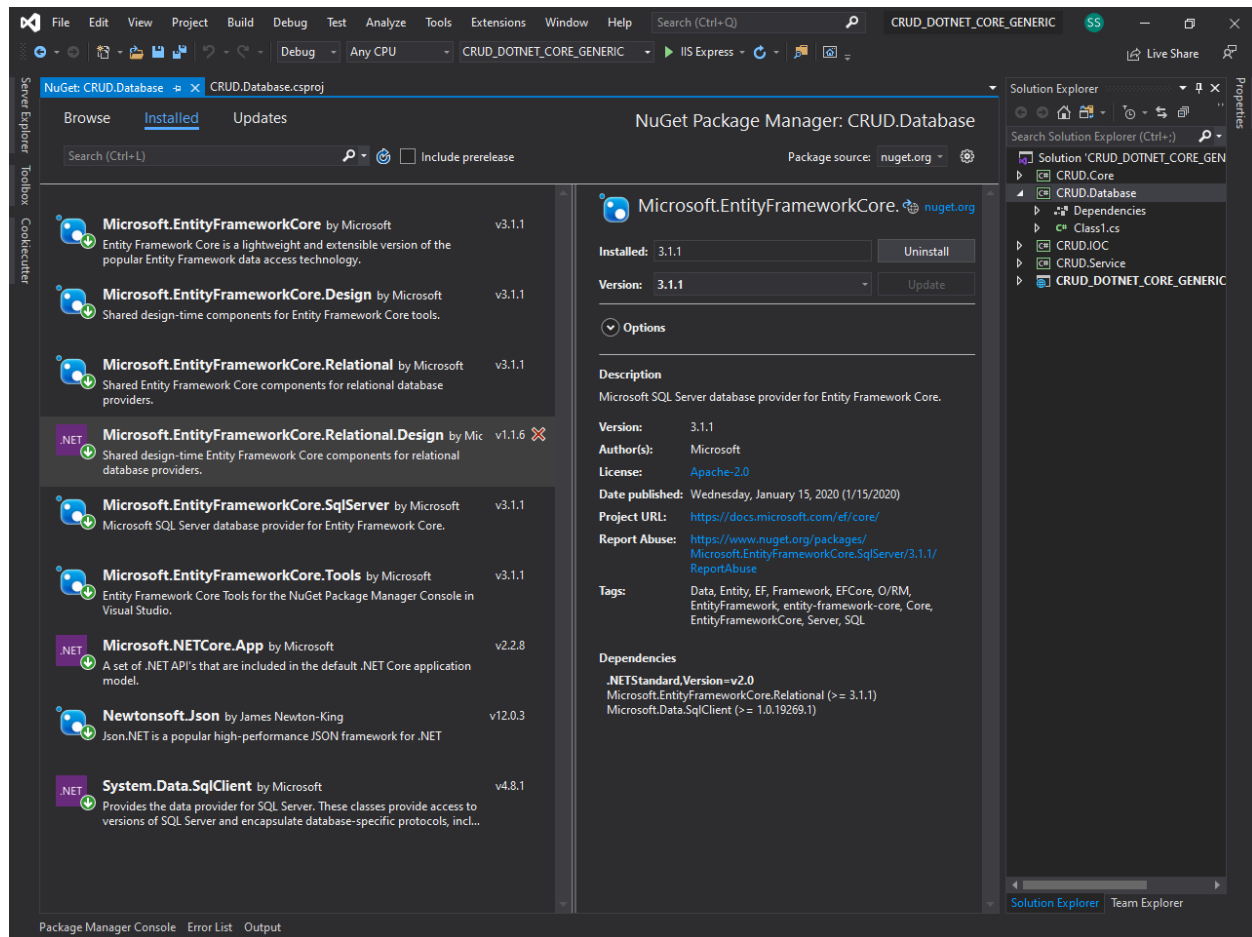 File Edit View Project Build Debug Test Analyze Tools Extensions Window Help Search (Ctrl+Q) CRUD_DOTNET_CORE_GENERIC SS
Debug Any CPU CRUD_DOTNET_CORE_GENERIC IIS Express Live Share
Server Explorer
Toolbox
Cookiecutter
NuGet: CRUD.Database CRUD.Database.csproj
Browse Installed Updates
NuGet Package Manager: CRUD.Database
Search (Ctrl+L) Include prerelease
Package source: nuget.org
Microsoft.EntityFrameworkCore by Microsoft v3.1.1
Entity Framework Core is a lightweight and extensible version of the
popular Entity Framework data access technology.
Microsoft.EntityFrameworkCore.Design by Microsoft v3.1.1
Shared design-time components for Entity Framework Core tools.
Microsoft.EntityFrameworkCore.Relational by Microsoft v3.1.1
Shared Entity Framework Core components for relational database
providers.
.NET
Microsoft.EntityFrameworkCore.Relational.Design by Mic v1.1.6
Shared design-time Entity Framework Core components for relational
database providers.
Microsoft.EntityFrameworkCore.SqlServer by Microsoft v3.1.1
Microsoft SQL Server database provider for Entity Framework Core.
Microsoft.EntityFrameworkCore.Tools by Microsoft v3.1.1
Entity Framework Core Tools for the NuGet Package Manager Console in
Visual Studio.
.NET
Microsoft.NETCore.App by Microsoft v2.2.8
A set of .NET API's that are included in the default .NET Core application
model.
Newtonsoft.Json by James Newton-King v12.0.3
Json.NET is a popular high-performance JSON framework for .NET
.NET
System.Data.SqlClient by Microsoft v4.8.1
Provides the data provider for SQL Server. These classes provide access to
versions of SQL Server and encapsulate database-specific protocols, incl...
Microsoft.EntityFrameworkCore. nuget.org
Installed: 3.1.1 Uninstall
Version: 3.1.1 Update
Options
Description
Microsoft SQL Server database provider for Entity Framework Core.
Version: 3.1.1
Author(s): Microsoft
License: Apache-2.0
Date published: Wednesday, January 15, 2020 (1/15/2020)
Project URL: https://docs.microsoft.com/ef/core/
Report Abuse: https://www.nuget.org/packages/
Microsoft.EntityFrameworkCore.SqlServer/3.1.1/
ReportAbuse
Tags: Data, Entity, EF, Framework, EFCore, O/RM,
EntityFramework, entity-framework-core, Core,
EntityFrameworkCore, Server, SQL
Dependencies
.NETStandard,Version=v2.0
Microsoft.EntityFrameworkCore.Relational (>= 3.1.1)
Microsoft.Data.SqlClient (>= 1.0.19269.1)
Solution Explorer
Search Solution Explorer (Ctrl+;)
Solution 'CRUD_DOTNET_CORE_GEN
C# CRUD.Core
C# CRUD.Database
Dependencies
C# Class1.cs
C# CRUD.IOC
C# CRUD.Service
CRUD_DOTNET_CORE_GENERIC
Solution Explorer Team Explorer
Properties
Package Manager Console Error List Output